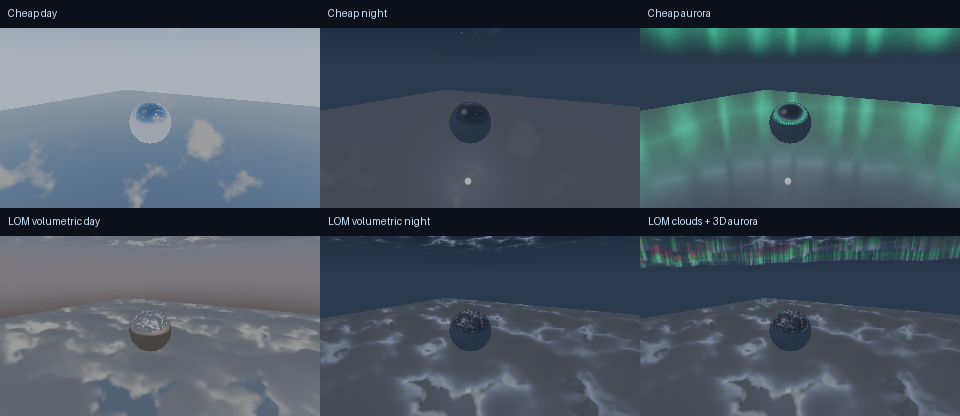 Cheap day
Cheap night
Cheap aurora
LOM volumetric day
LOM volumetric night
LOM clouds + 3D aurora